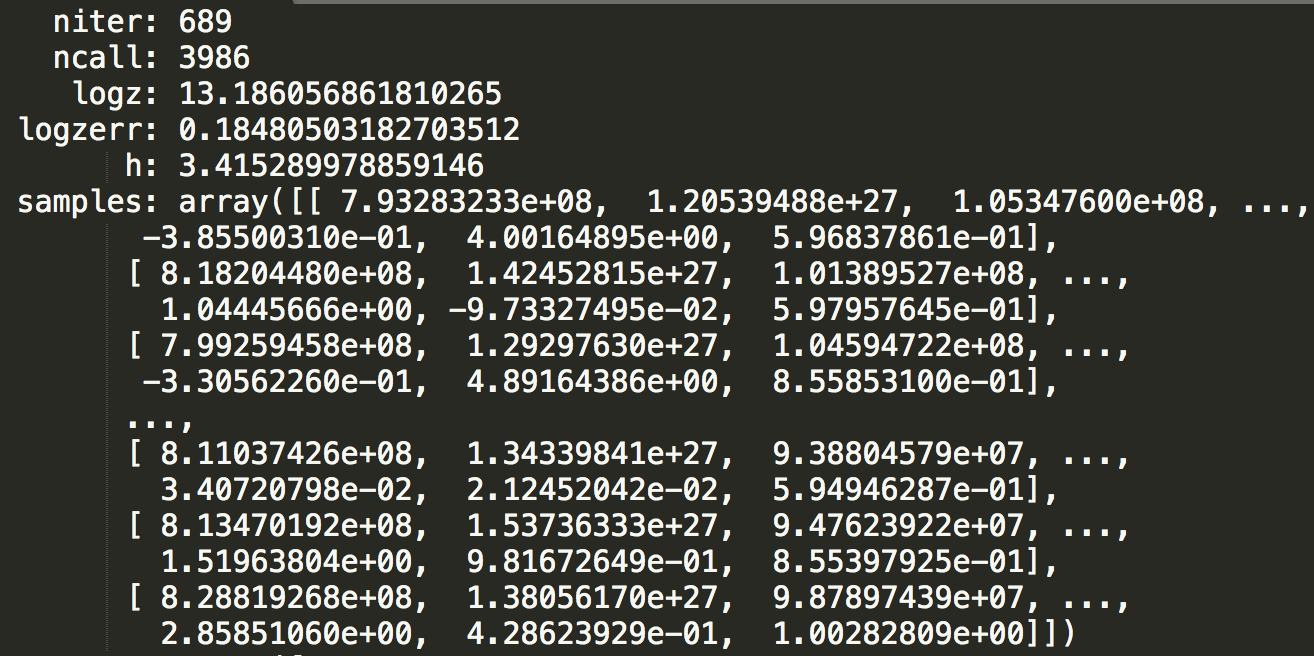 niter: 689
ncall: 3986
logz: 13.186056861810265
logzerr: 0.18480503182703512
h: 3.415289978859146
samples: array([[ 7.93283233e+08, 1.20539488e+27, 1.05347600e+08, ...,
-3.85500310e-01, 4.00164895e+00, 5.96837861e-01],
[ 8.18204480e+08, 1.42452815e+27, 1.01389527e+08, ...,
1.04445666e+00, -9.73327495e-02, 5.97957645e-01],
[ 7.99259458e+08, 1.29297630e+27, 1.04594722e+08, ...,
-3.30562260e-01, 4.89164386e+00, 8.55853100e-01],
...,
[ 8.11037426e+08, 1.34339841e+27, 9.38804579e+07, ...,
3.40720798e-02, 2.12452042e-02, 5.94946287e-01],
[ 8.13470192e+08, 1.53736333e+27, 9.47623922e+07, ...,
1.51963804e+00, 9.81672649e-01, 8.55397925e-01],
[ 8.28819268e+08, 1.38056170e+27, 9.87897439e+07, ...,
2.85851060e+00, 4.28623929e-01, 1.00282809e+00]])